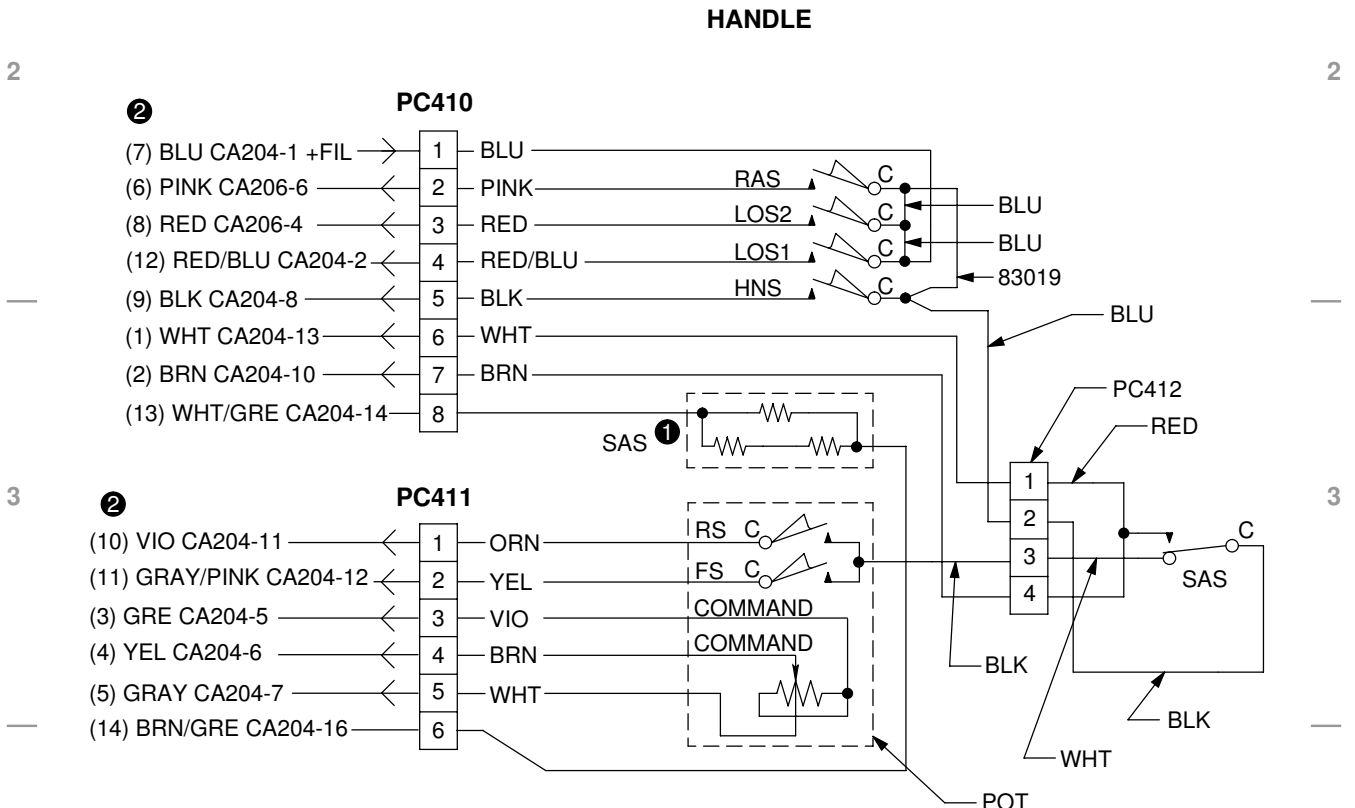 HANDLE
2 2
❷ PC410
(7) BLU CA204-1 +FIL 1 BLU
(6) PINK CA206-6 2 PINK RAS C
(8) RED CA206-4 3 RED LOS2 C BLU
(12) RED/BLU CA204-2 4 RED/BLU LOS1 C BLU
(9) BLK CA204-8 5 BLK HNS C 83019
(1) WHT CA204-13 6 WHT BLU
(2) BRN CA204-10 7 BRN PC412
(13) WHT/GRE CA204-14 8
SAS ❶ RED
3 3
❷ PC411 1
(10) VIO CA204-11 1 ORN RS C 2 C
(11) GRAY/PINK CA204-12 2 YEL FS C 3 SAS
(3) GRE CA204-5 3 VIO COMMAND 4
(4) YEL CA204-6 4 BRN COMMAND
(5) GRAY CA204-7 5 WHT BLK
(14) BRN/GRE CA204-16 6 BLK
WHT
POT